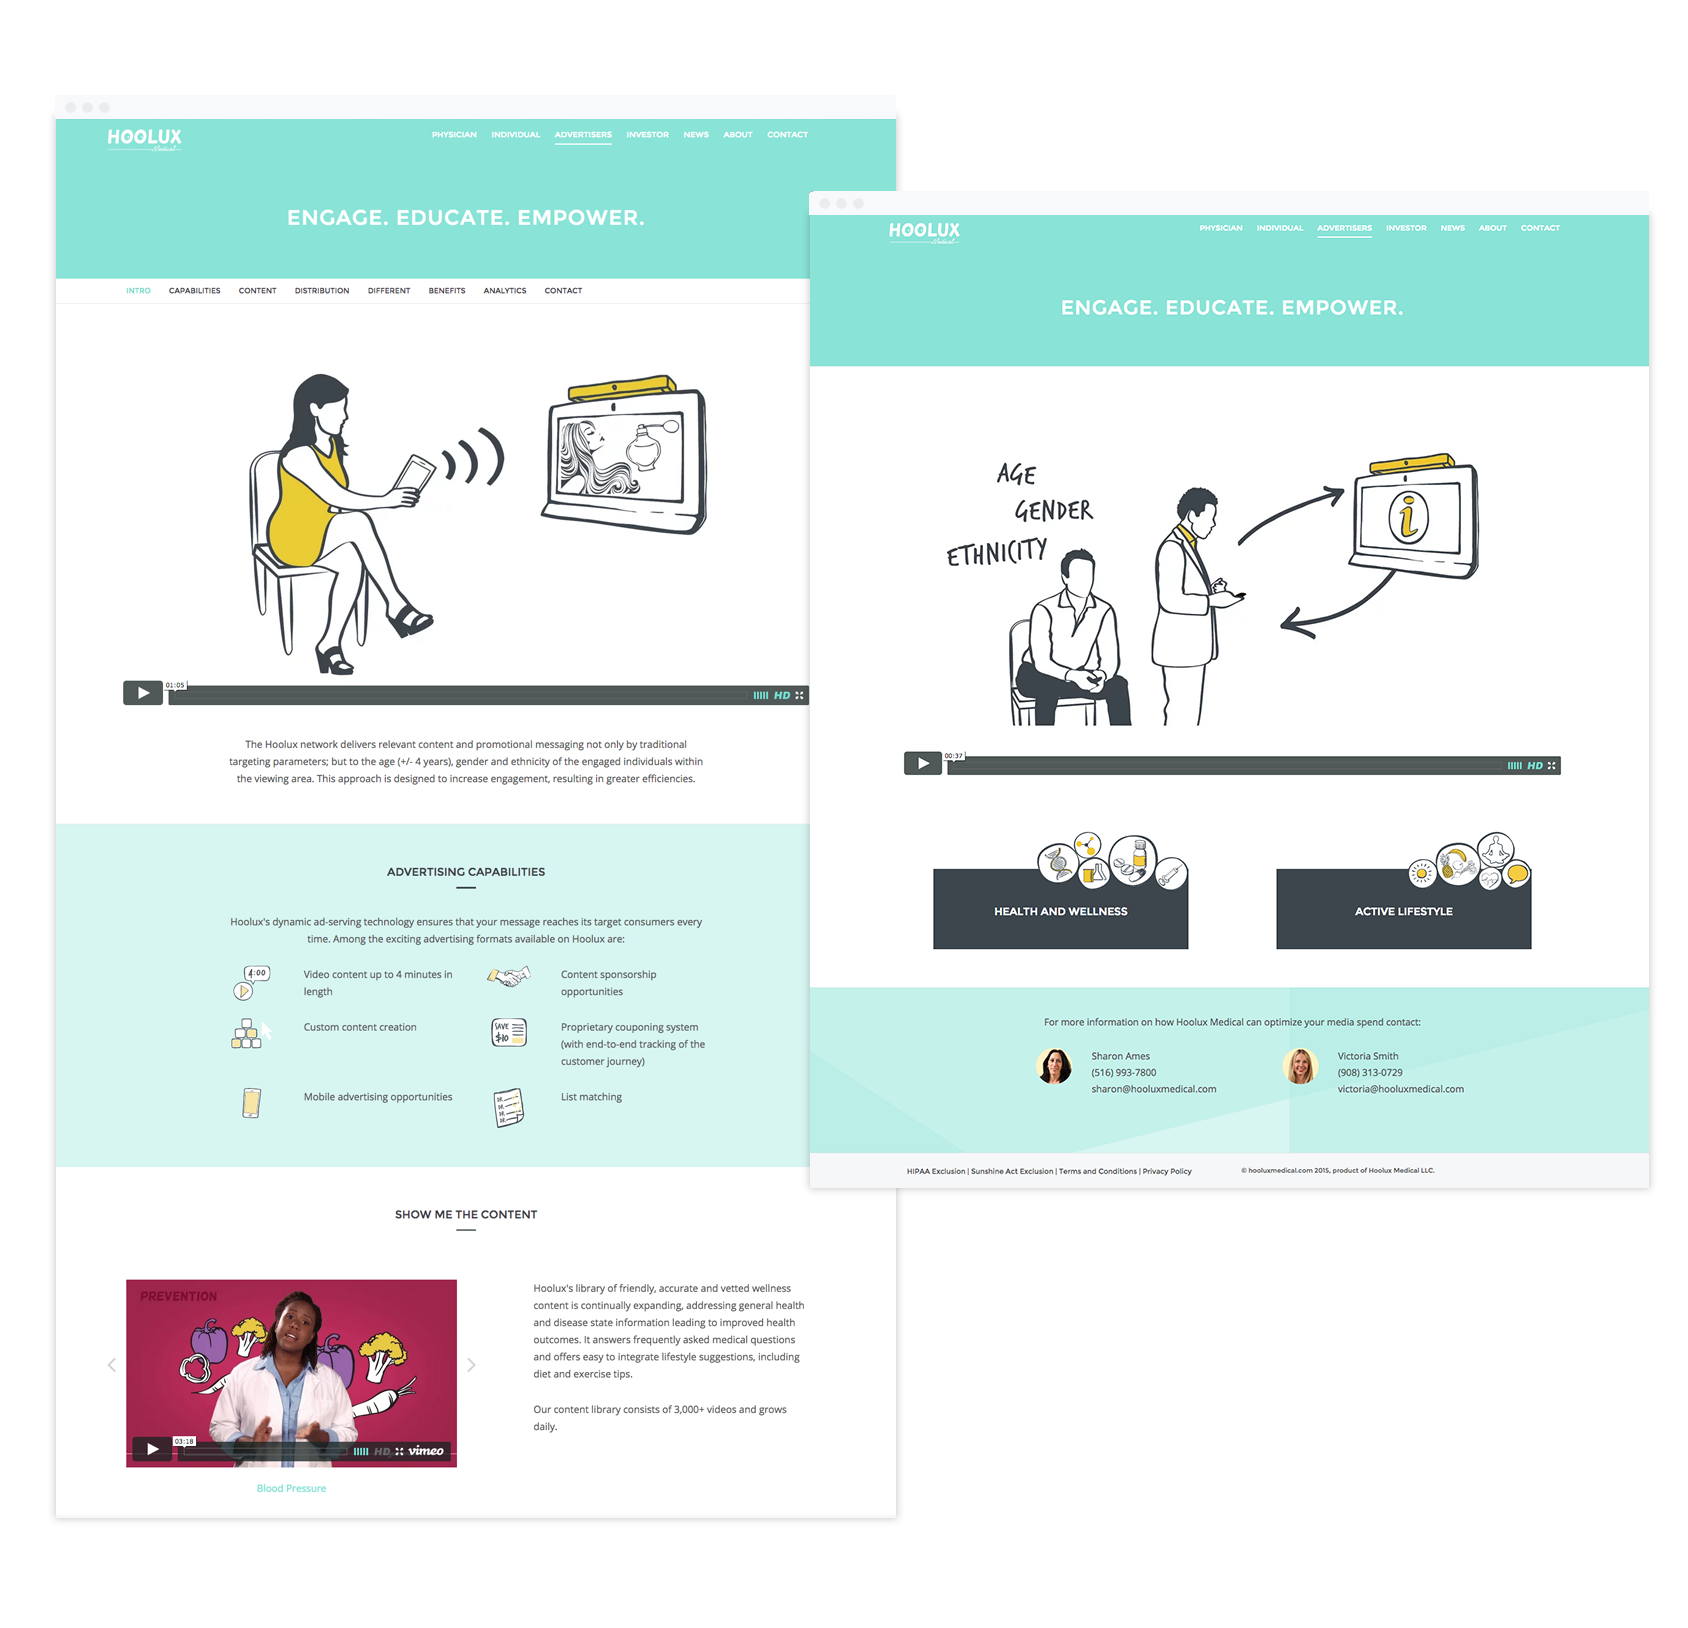 HOOLUX
Medical
PHYSICIAN INDIVIDUAL ADVERTISERS INVESTOR NEWS ABOUT CONTACT
ENGAGE. EDUCATE. EMPOWER.
INTRO CAPABILITIES CONTENT DISTRIBUTION DIFFERENT BENEFITS ANALYTICS CONTACT
01:05
HD
The Hoolux network delivers relevant content and promotional messaging not only by traditional
targeting parameters; but to the age (+/- 4 years), gender and ethnicity of the engaged individuals within
the viewing area. This approach is designed to increase engagement, resulting in greater efficiencies.
ADVERTISING CAPABILITIES
Hoolux's dynamic ad-serving technology ensures that your message reaches its target consumers every
time. Among the exciting advertising formats available on Hoolux are:
4:00
Video content up to 4 minutes in
length
Content sponsorship
opportunities
Custom content creation
SAVE
$10
Proprietary couponing system
(with end-to-end tracking of the
customer journey)
Mobile advertising opportunities
DR.
DR.
DR.
DR.
List matching
SHOW ME THE CONTENT
PREVENTION
03:18
HD
vimeo
Blood Pressure
Hoolux's library of friendly, accurate and vetted wellness
content is continually expanding, addressing general health
and disease state information leading to improved health
outcomes. It answers frequently asked medical questions
and offers easy to integrate lifestyle suggestions, including
diet and exercise tips.
Our content library consists of 3,000+ videos and grows
daily.
HOOLUX
Medical
PHYSICIAN INDIVIDUAL ADVERTISERS INVESTOR NEWS ABOUT CONTACT
ENGAGE. EDUCATE. EMPOWER.
AGE
GENDER
ETHNICITY
i
00:37
HD
HEALTH AND WELLNESS
ACTIVE LIFESTYLE
For more information on how Hoolux Medical can optimize your media spend contact:
Sharon Ames
(516) 993-7800
sharon@hooluxmedical.com
Victoria Smith
(908) 313-0729
victoria@hooluxmedical.com
HIPAA Exclusion | Sunshine Act Exclusion | Terms and Conditions | Privacy Policy
© hooluxmedical.com 2015, product of Hoolux Medical LLC.